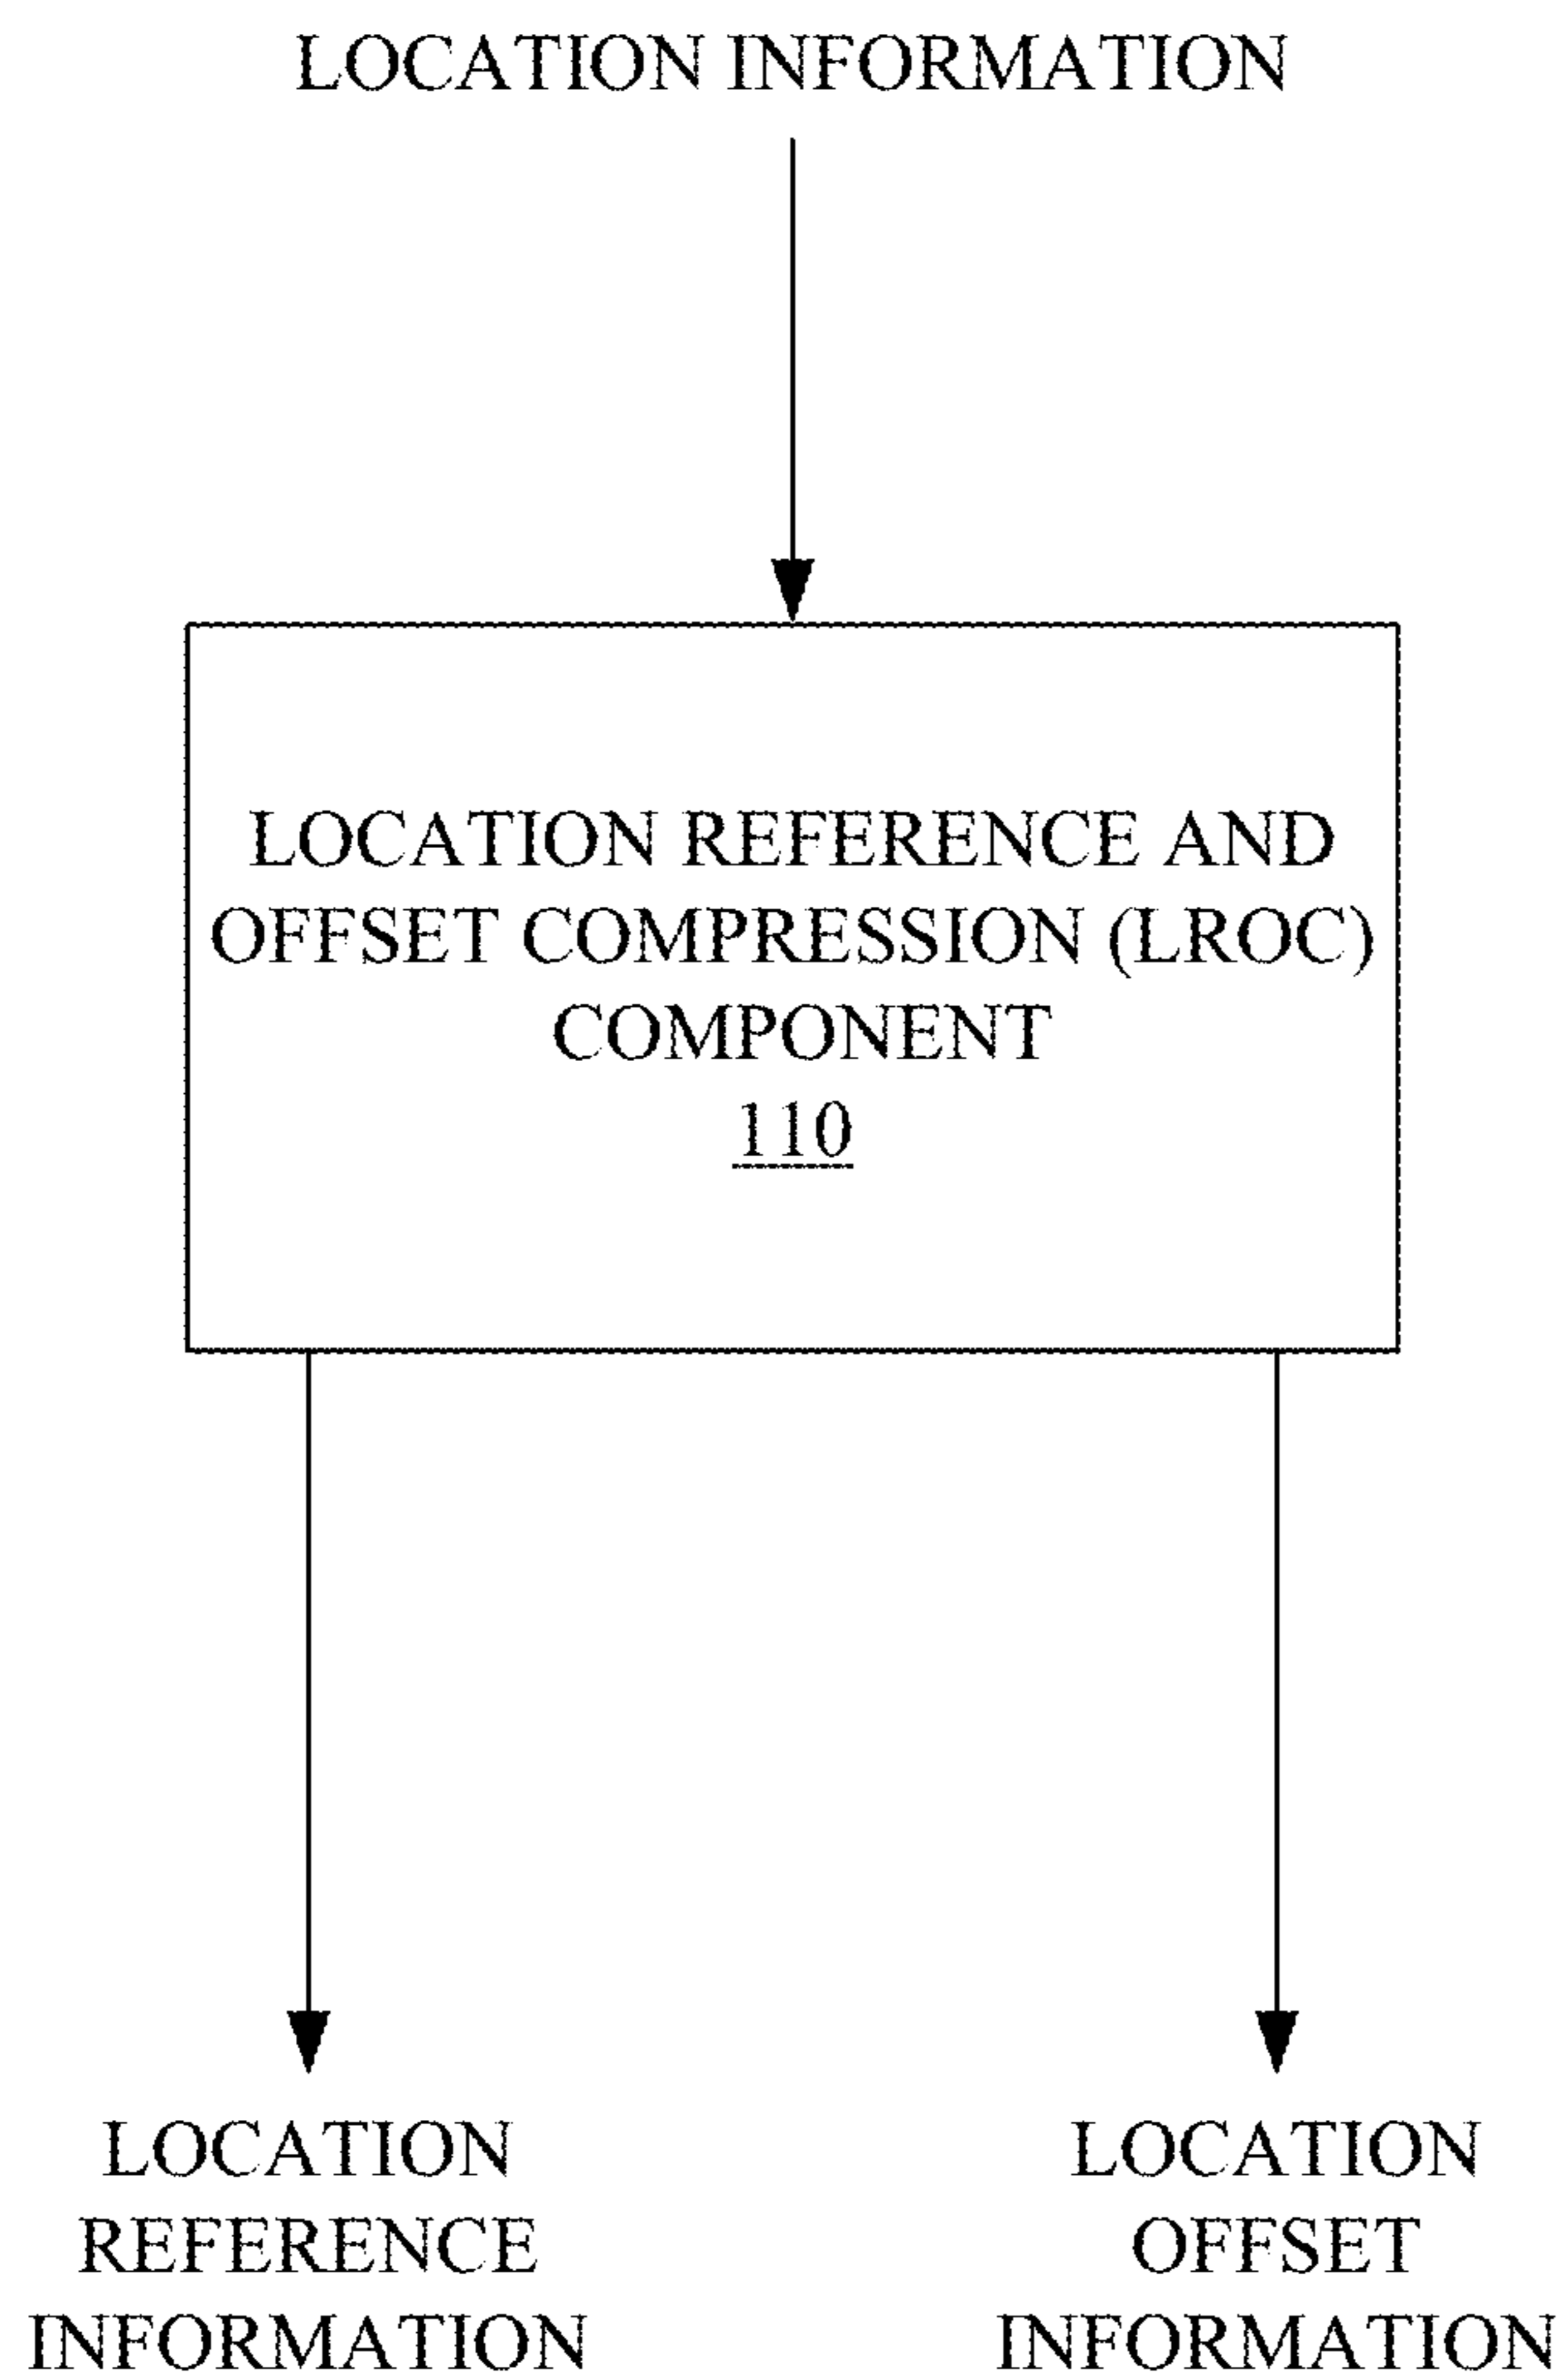 LOCATION INFORMATION
LOCATION REFERENCE AND
OFFSET COMPRESSION (LROC)
COMPONENT
110
LOCATION
REFERENCE
INFORMATION
LOCATION
OFFSET
INFORMATION